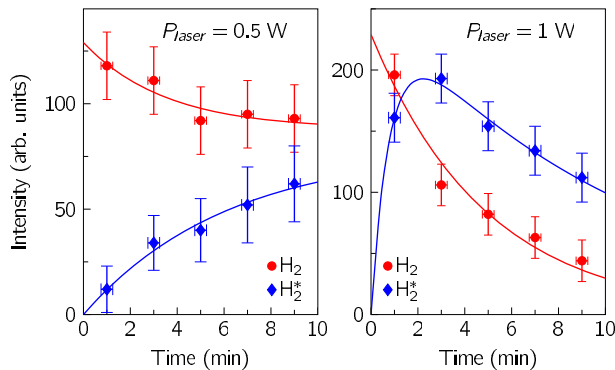 P_laser = 0.5 W
Intensity (arb. units)
100
50
0
H₂
H₂*
0 2 4 6 8 10
Time (min)
P_laser = 1 W
200
100
0
H₂
H₂*
0 2 4 6 8 10
Time (min)